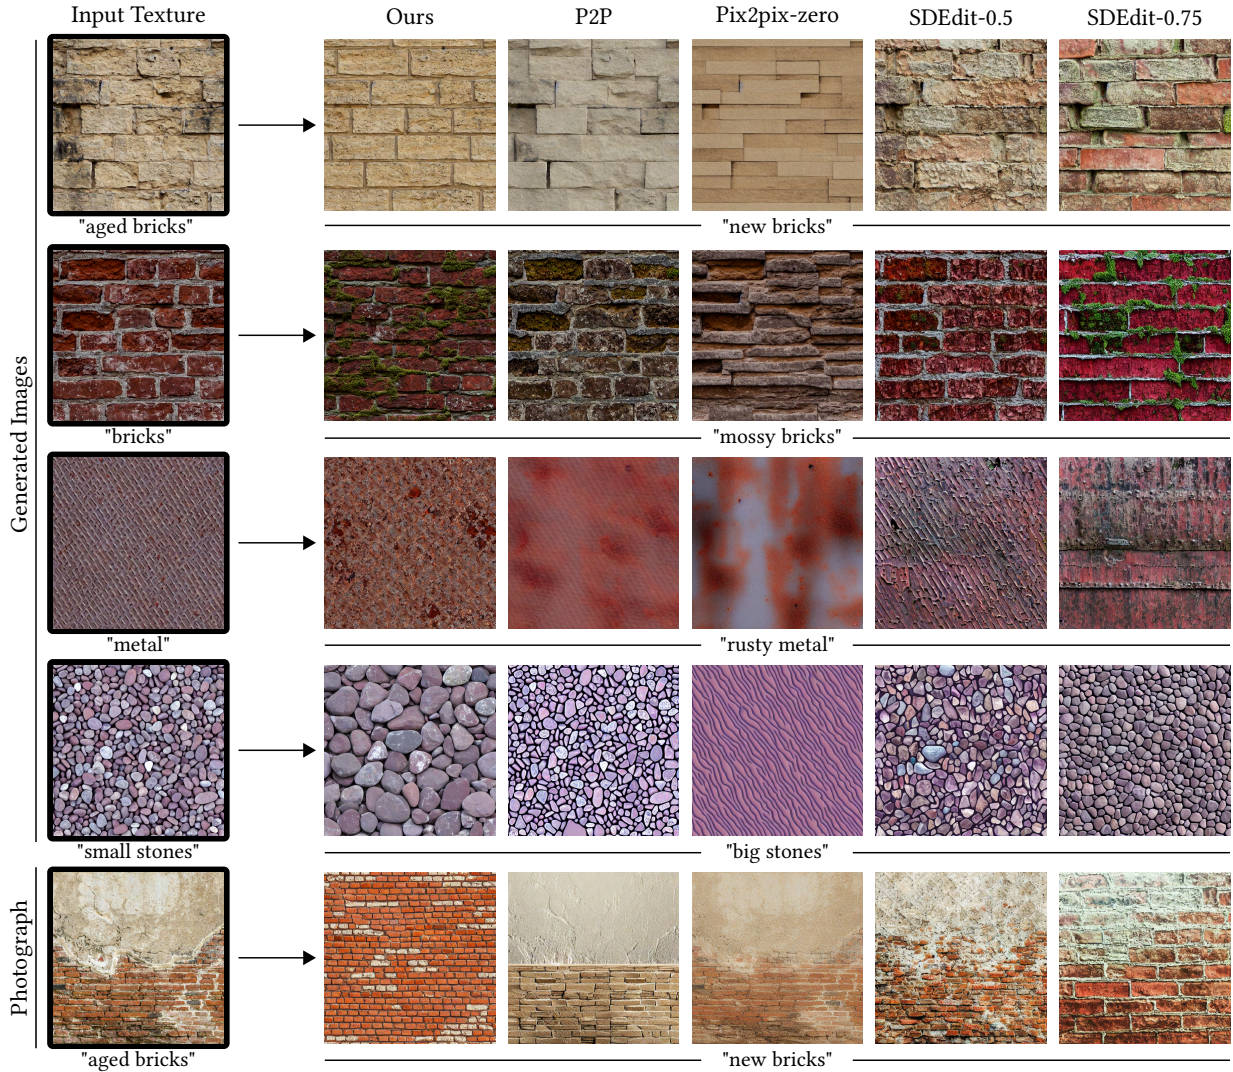 Input Texture
Ours
P2P
Pix2pix-zero
SDEdit-0.5
SDEdit-0.75
Generated Images
"aged bricks"
"new bricks"
"bricks"
"mossy bricks"
"metal"
"rusty metal"
"small stones"
"big stones"
Photograph
"aged bricks"
"new bricks"